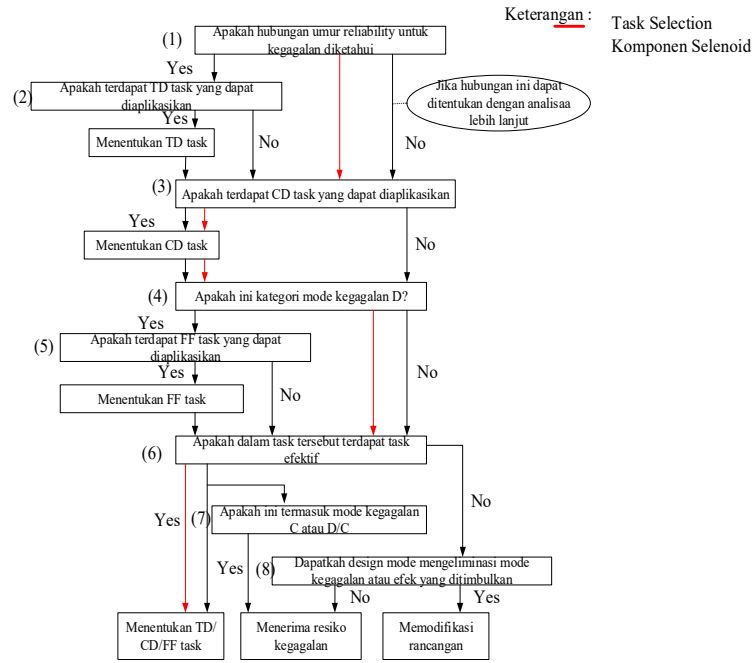 Keterangan :
Task Selection
Komponen Selenoid
(1)
Apakah hubungan umur reliability untuk
kegagalan diketahui
Yes
(2)
Apakah terdapat TD task yang dapat
diaplikasikan
Jika hubungan ini dapat
ditentukan dengan analisaa
lebih lanjut
Yes
No
No
Menentukan TD task
(3)
Apakah terdapat CD task yang dapat diaplikasikan
Yes
No
Menentukan CD task
(4)
Apakah ini kategori mode kegagalan D?
Yes
(5)
Apakah terdapat FF task yang dapat
diaplikasikan
Yes
No
No
Menentukan FF task
(6)
Apakah dalam task tersebut terdapat task
efektif
No
Yes
(7)
Apakah ini termasuk mode kegagalan
C atau D/C
Yes
(8)
Dapatkah design mode mengeliminasi mode
kegagalan atau efek yang ditimbulkan
No
Yes
Menentukan TD/
CD/FF task
Menerima resiko
kegagalan
Memodifikasi
rancangan